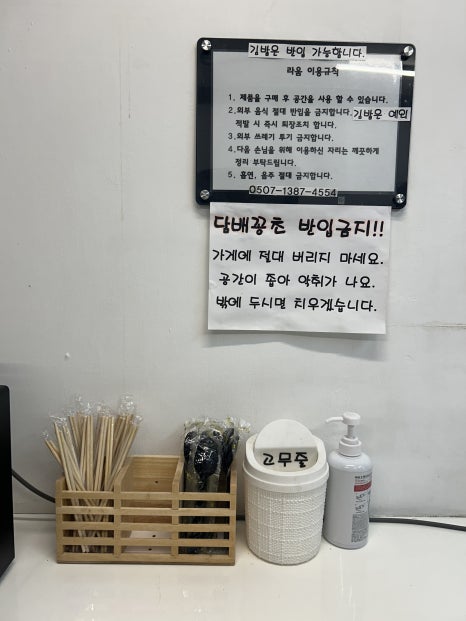 김밥은 반입 가능합니다.
라움 이용규칙
1. 제품을 구매 후 공간을 사용 할 수 있습니다.
2. 외부 음식 절대 반입을 금지합니다. 김밥은 예외
적발 시 즉시 퇴장조치 합니다.
3. 외부 쓰레기 투기 금지합니다.
4. 다음 손님을 위해 이용하신 자리는 깨끗하게
정리 부탁드립니다.
5. 흡연, 음주 절대 금지합니다.
0507-1387-4554
담배꽁초 반입금지!!
가게에 절대 버리지 마세요.
공간이 좁아 악취가 나요.
밖에 두시면 치우겠습니다.
고무줄